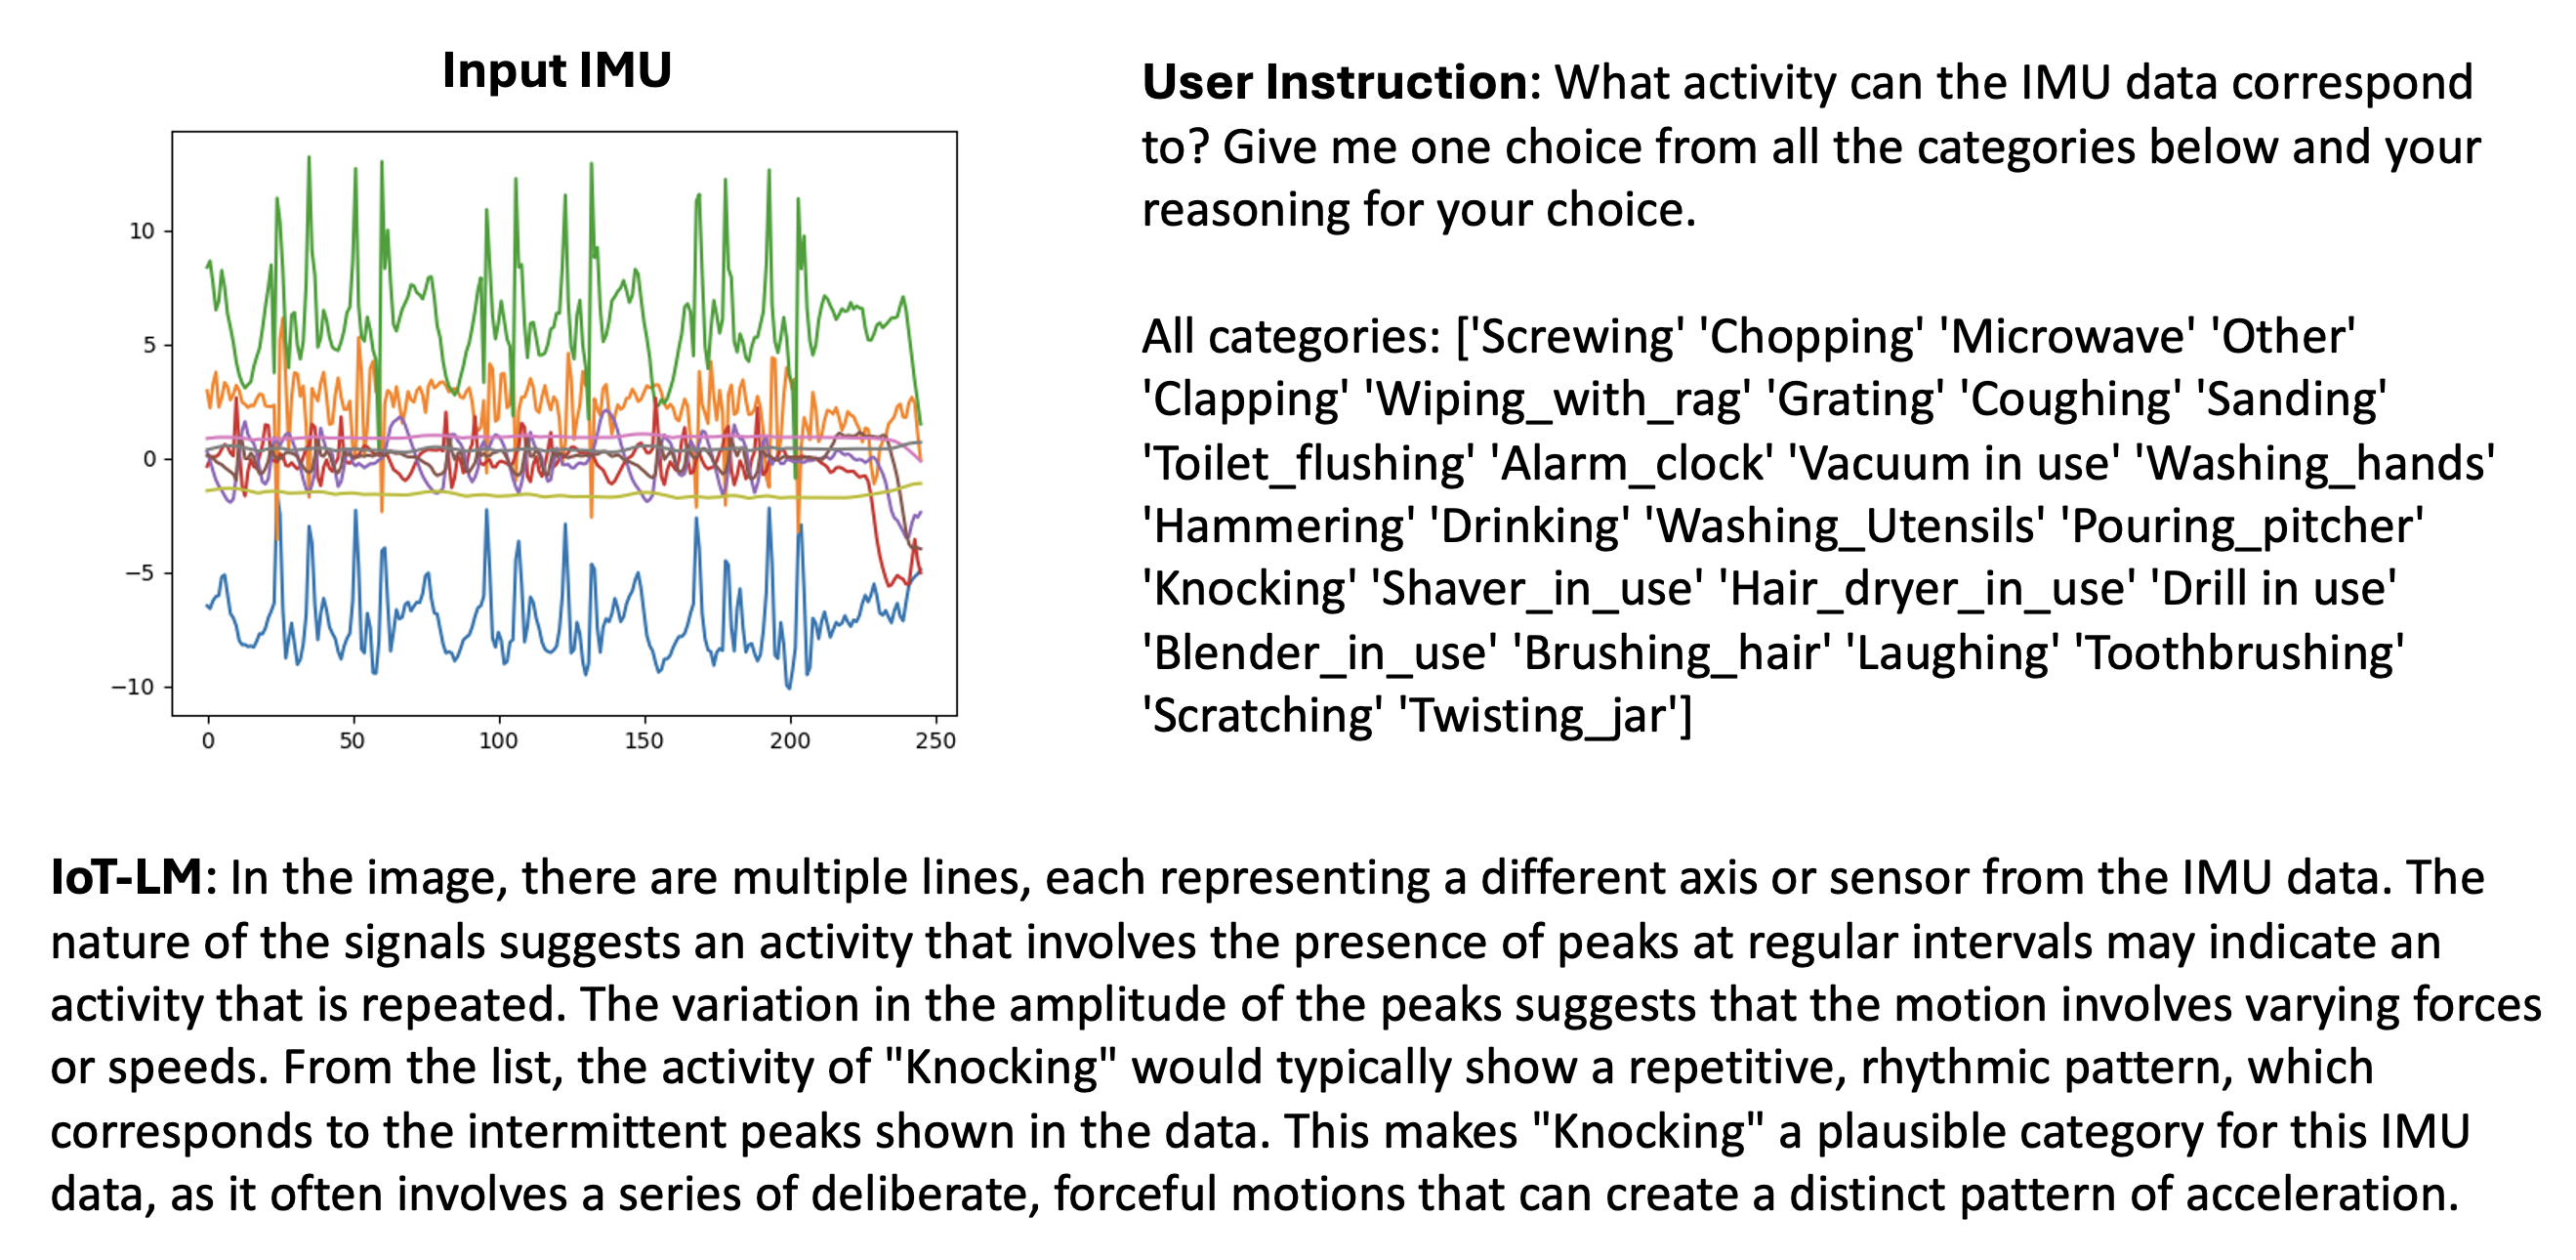 Input IMU
10
5
0
−5
−10
0 50 100 150 200 250
User Instruction: What activity can the IMU data correspond
to? Give me one choice from all the categories below and your
reasoning for your choice.
All categories: ['Screwing' 'Chopping' 'Microwave' 'Other'
'Clapping' 'Wiping_with_rag' 'Grating' 'Coughing' 'Sanding'
'Toilet_flushing' 'Alarm_clock' 'Vacuum in use' 'Washing_hands'
'Hammering' 'Drinking' 'Washing_Utensils' 'Pouring_pitcher'
'Knocking' 'Shaver_in_use' 'Hair_dryer_in_use' 'Drill in use'
'Blender_in_use' 'Brushing_hair' 'Laughing' 'Toothbrushing'
'Scratching' 'Twisting_jar']
IoT-LM: In the image, there are multiple lines, each representing a different axis or sensor from the IMU data. The
nature of the signals suggests an activity that involves the presence of peaks at regular intervals may indicate an
activity that is repeated. The variation in the amplitude of the peaks suggests that the motion involves varying forces
or speeds. From the list, the activity of "Knocking" would typically show a repetitive, rhythmic pattern, which
corresponds to the intermittent peaks shown in the data. This makes "Knocking" a plausible category for this IMU
data, as it often involves a series of deliberate, forceful motions that can create a distinct pattern of acceleration.